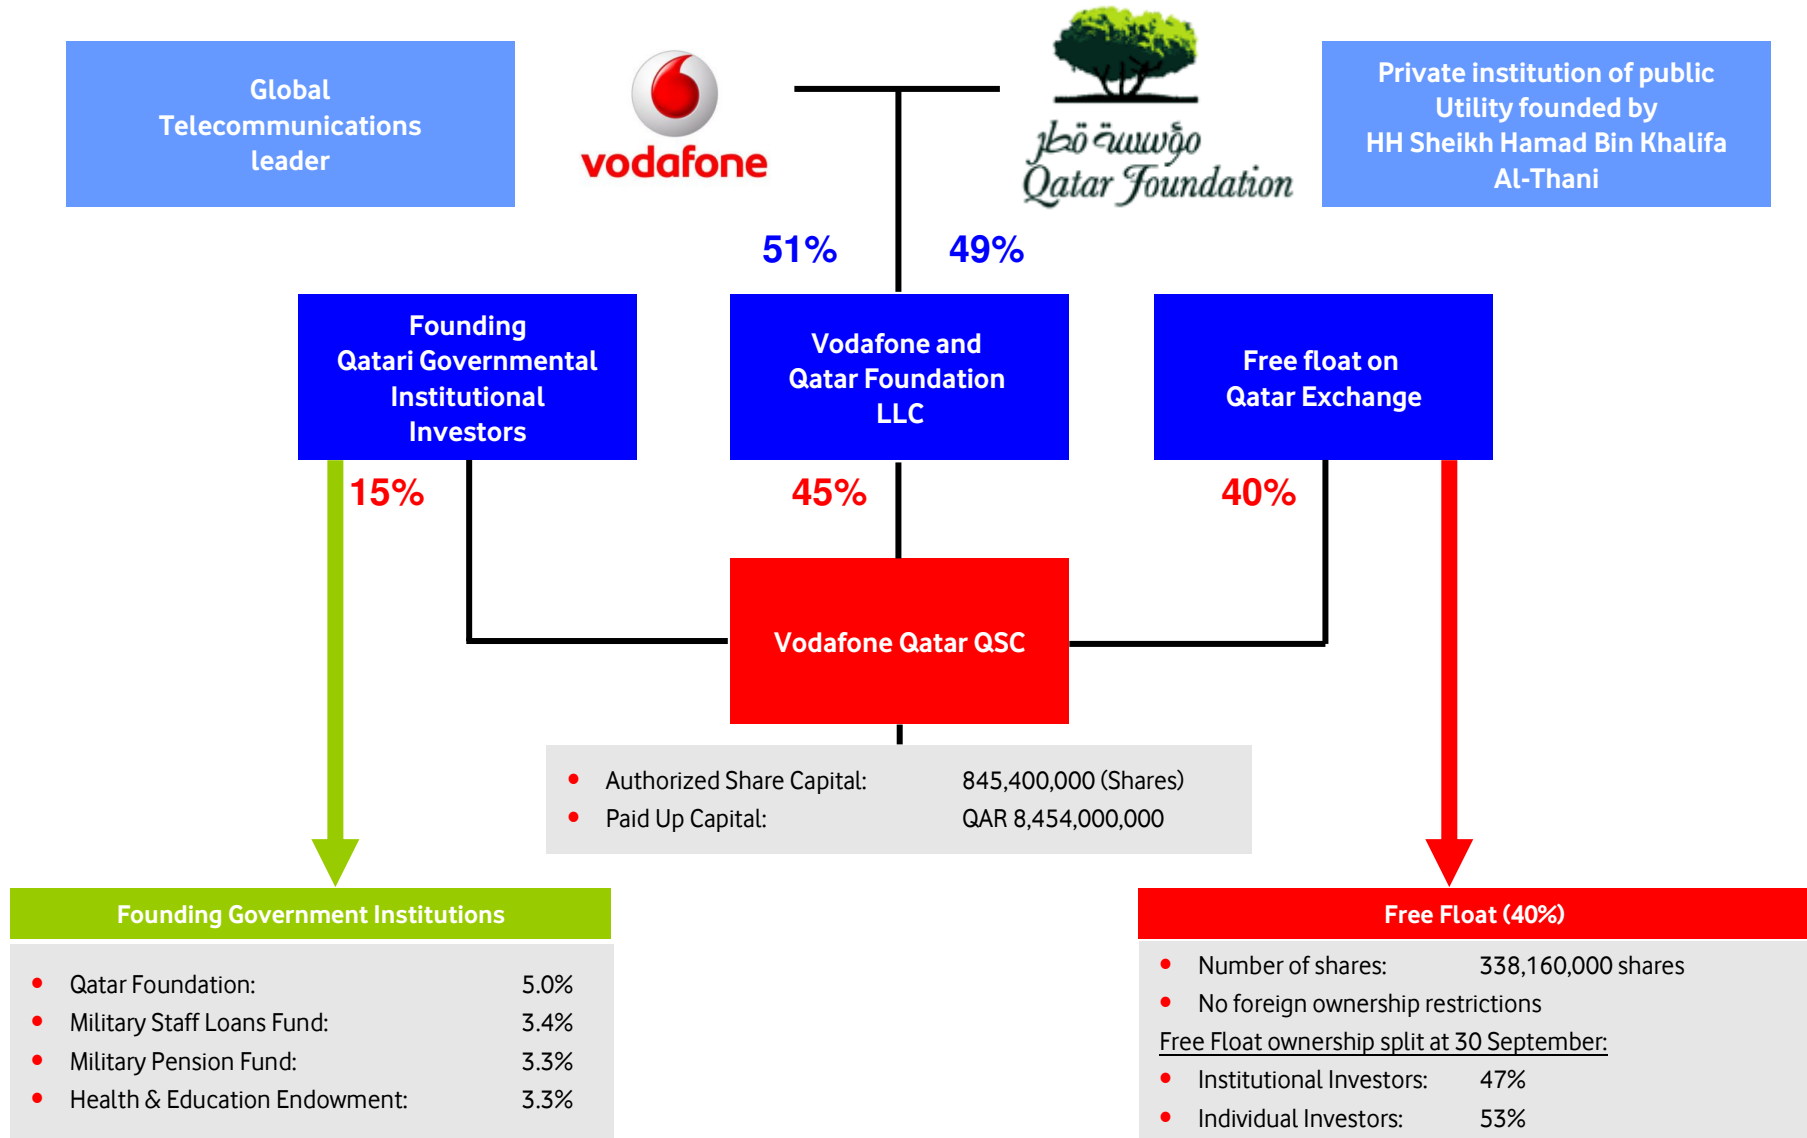 Global
Telecommunications
leader
vodafone
مؤسسة قطر
Qatar Foundation
Private institution of public
Utility founded by
HH Sheikh Hamad Bin Khalifa
Al-Thani
51%
49%
Founding
Qatari Governmental
Institutional
Investors
Vodafone and
Qatar Foundation
LLC
Free float on
Qatar Exchange
15%
45%
40%
Vodafone Qatar QSC
• Authorized Share Capital: 845,400,000 (Shares)
• Paid Up Capital: QAR 8,454,000,000
Founding Government Institutions
• Qatar Foundation: 5.0%
• Military Staff Loans Fund: 3.4%
• Military Pension Fund: 3.3%
• Health & Education Endowment: 3.3%
Free Float (40%)
• Number of shares: 338,160,000 shares
• No foreign ownership restrictions
Free Float ownership split at 30 September:
• Institutional Investors: 47%
• Individual Investors: 53%